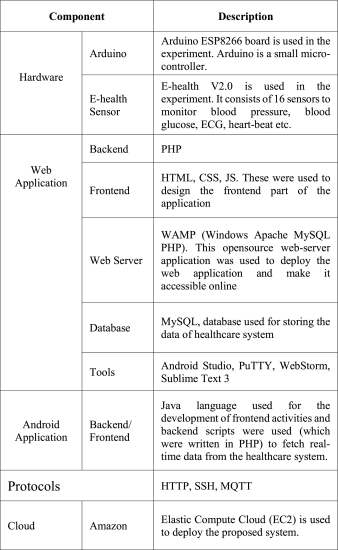 Component Description
Hardware
Arduino
Arduino ESP8266 board is used in the
experiment. Arduino is a small micro-
controller.
E-health
Sensor
E-health V2.0 is used in the
experiment. It consists of 16 sensors to
monitor blood pressure, blood
glucose, ECG, heart-beat etc.
Web
Application
Backend
PHP
Frontend
HTML, CSS, JS. These were used to
design the frontend part of the
application
Web Server
WAMP (Windows Apache MySQL
PHP). This opensource web-server
application was used to deploy the
web application and make it
accessible online
Database
MySQL, database used for storing the
data of healthcare system
Tools
Android Studio, PuTTY, WebStorm,
Sublime Text 3
Android
Application
Backend/
Frontend
Java language used for the
development of frontend activities and
backend scripts were used (which
were written in PHP) to fetch real-
time data from the healthcare system.
Protocols
HTTP, SSH, MQTT
Cloud
Amazon
Elastic Compute Cloud (EC2) is used
to deploy the proposed system.